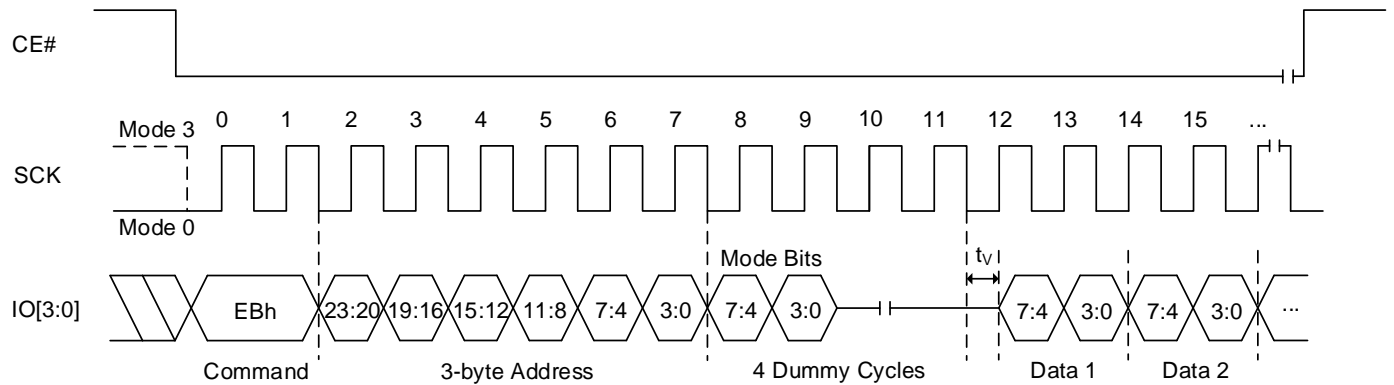 CE#
0 1 2 3 4 5 6 7 8 9 10 11 12 13 14 15 ...
Mode 3
SCK
Mode 0
Mode Bits
tV
IO[3:0] EBh 23:20 19:16 15:12 11:8 7:4 3:0 7:4 3:0 7:4 3:0 7:4 3:0 ...
Command 3-byte Address 4 Dummy Cycles Data 1 Data 2